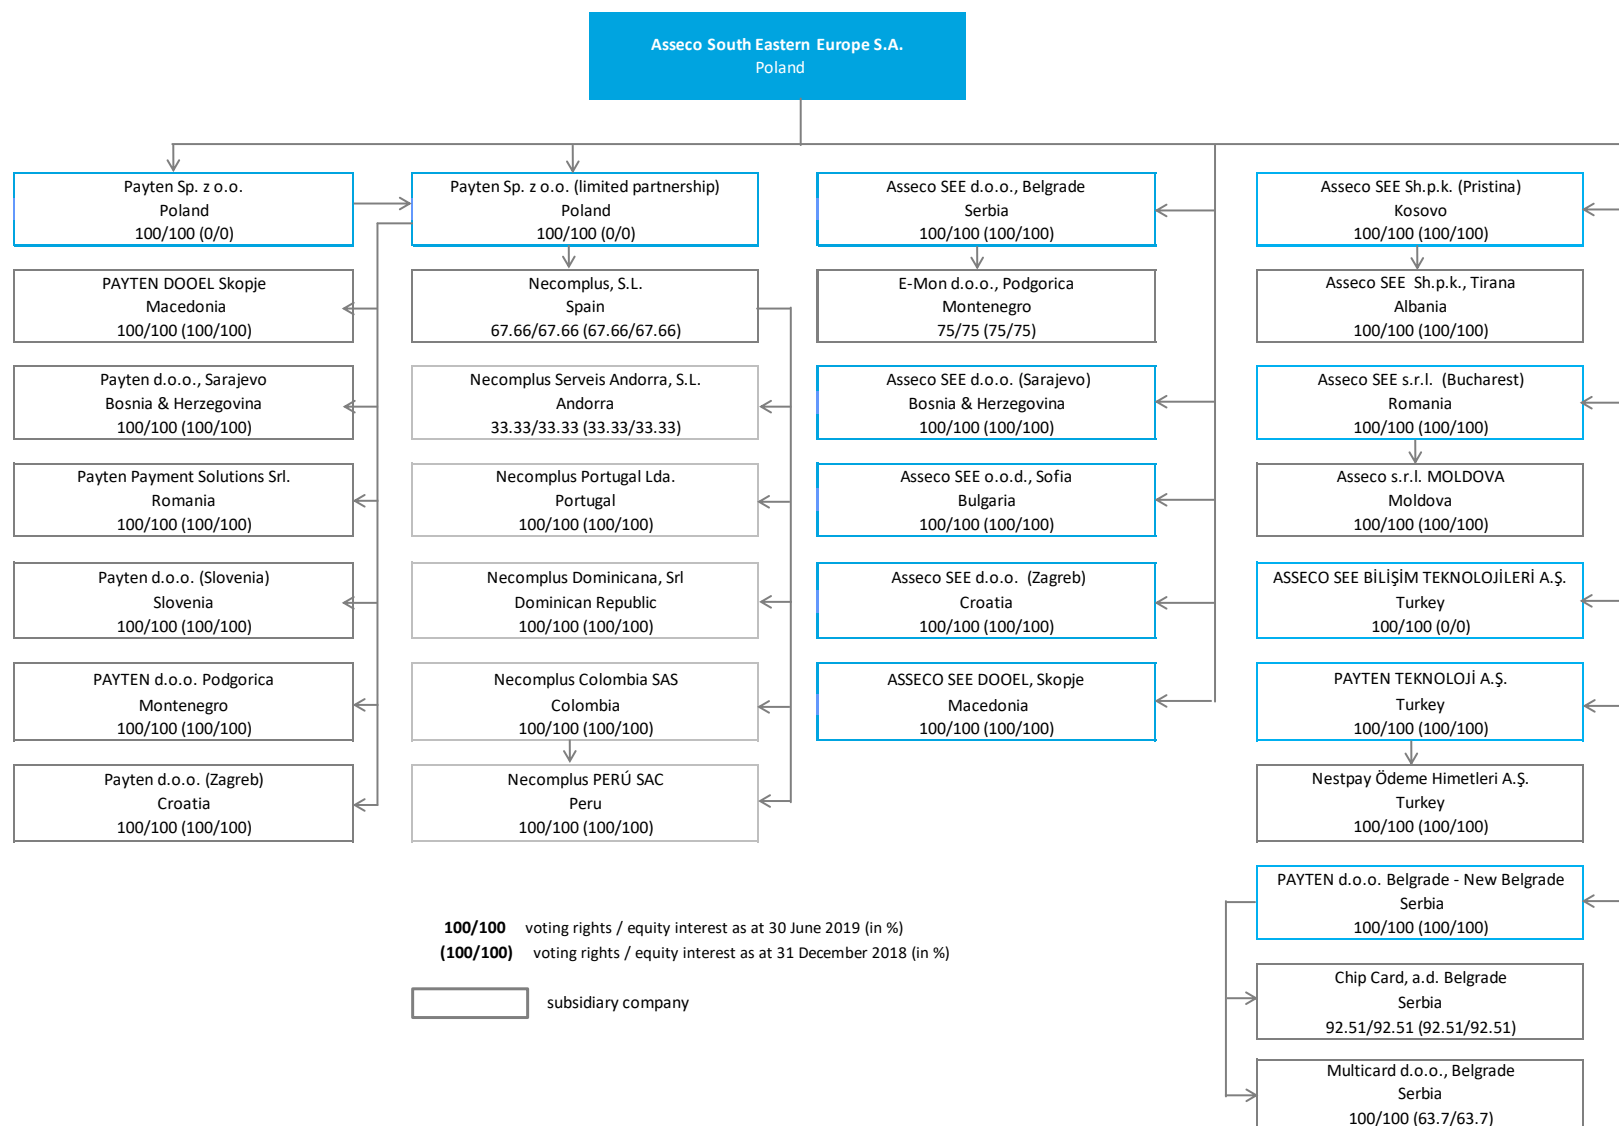 Asseco South Eastern Europe S.A.
Poland
Payten Sp. z o.o.
Poland
100/100 (0/0)
Payten Sp. z o.o. (limited partnership)
Poland
100/100 (0/0)
Asseco SEE d.o.o., Belgrade
Serbia
100/100 (100/100)
Asseco SEE Sh.p.k. (Pristina)
Kosovo
100/100 (100/100)
PAYTEN DOOEL Skopje
Macedonia
100/100 (100/100)
Necomplus, S.L.
Spain
67.66/67.66 (67.66/67.66)
E-Mon d.o.o., Podgorica
Montenegro
75/75 (75/75)
Asseco SEE Sh.p.k., Tirana
Albania
100/100 (100/100)
Payten d.o.o., Sarajevo
Bosnia & Herzegovina
100/100 (100/100)
Necomplus Serveis Andorra, S.L.
Andorra
33.33/33.33 (33.33/33.33)
Asseco SEE d.o.o. (Sarajevo)
Bosnia & Herzegovina
100/100 (100/100)
Asseco SEE s.r.l. (Bucharest)
Romania
100/100 (100/100)
Payten Payment Solutions Srl.
Romania
100/100 (100/100)
Necomplus Portugal Lda.
Portugal
100/100 (100/100)
Asseco SEE o.o.d., Sofia
Bulgaria
100/100 (100/100)
Asseco s.r.l. MOLDOVA
Moldova
100/100 (100/100)
Payten d.o.o. (Slovenia)
Slovenia
100/100 (100/100)
Necomplus Dominicana, Srl
Dominican Republic
100/100 (100/100)
Asseco SEE d.o.o. (Zagreb)
Croatia
100/100 (100/100)
ASSECO SEE BİLİŞİM TEKNOLOJİLERİ A.Ş.
Turkey
100/100 (0/0)
PAYTEN d.o.o. Podgorica
Montenegro
100/100 (100/100)
Necomplus Colombia SAS
Colombia
100/100 (100/100)
ASSECO SEE DOOEL, Skopje
Macedonia
100/100 (100/100)
PAYTEN TEKNOLOJİ A.Ş.
Turkey
100/100 (100/100)
Payten d.o.o. (Zagreb)
Croatia
100/100 (100/100)
Necomplus PERÚ SAC
Peru
100/100 (100/100)
Nestpay Ödeme Himetleri A.Ş.
Turkey
100/100 (100/100)
PAYTEN d.o.o. Belgrade - New Belgrade
Serbia
100/100 (100/100)
100/100 voting rights / equity interest as at 30 June 2019 (in %)
(100/100) voting rights / equity interest as at 31 December 2018 (in %)
subsidiary company
Chip Card, a.d. Belgrade
Serbia
92.51/92.51 (92.51/92.51)
Multicard d.o.o., Belgrade
Serbia
100/100 (63.7/63.7)